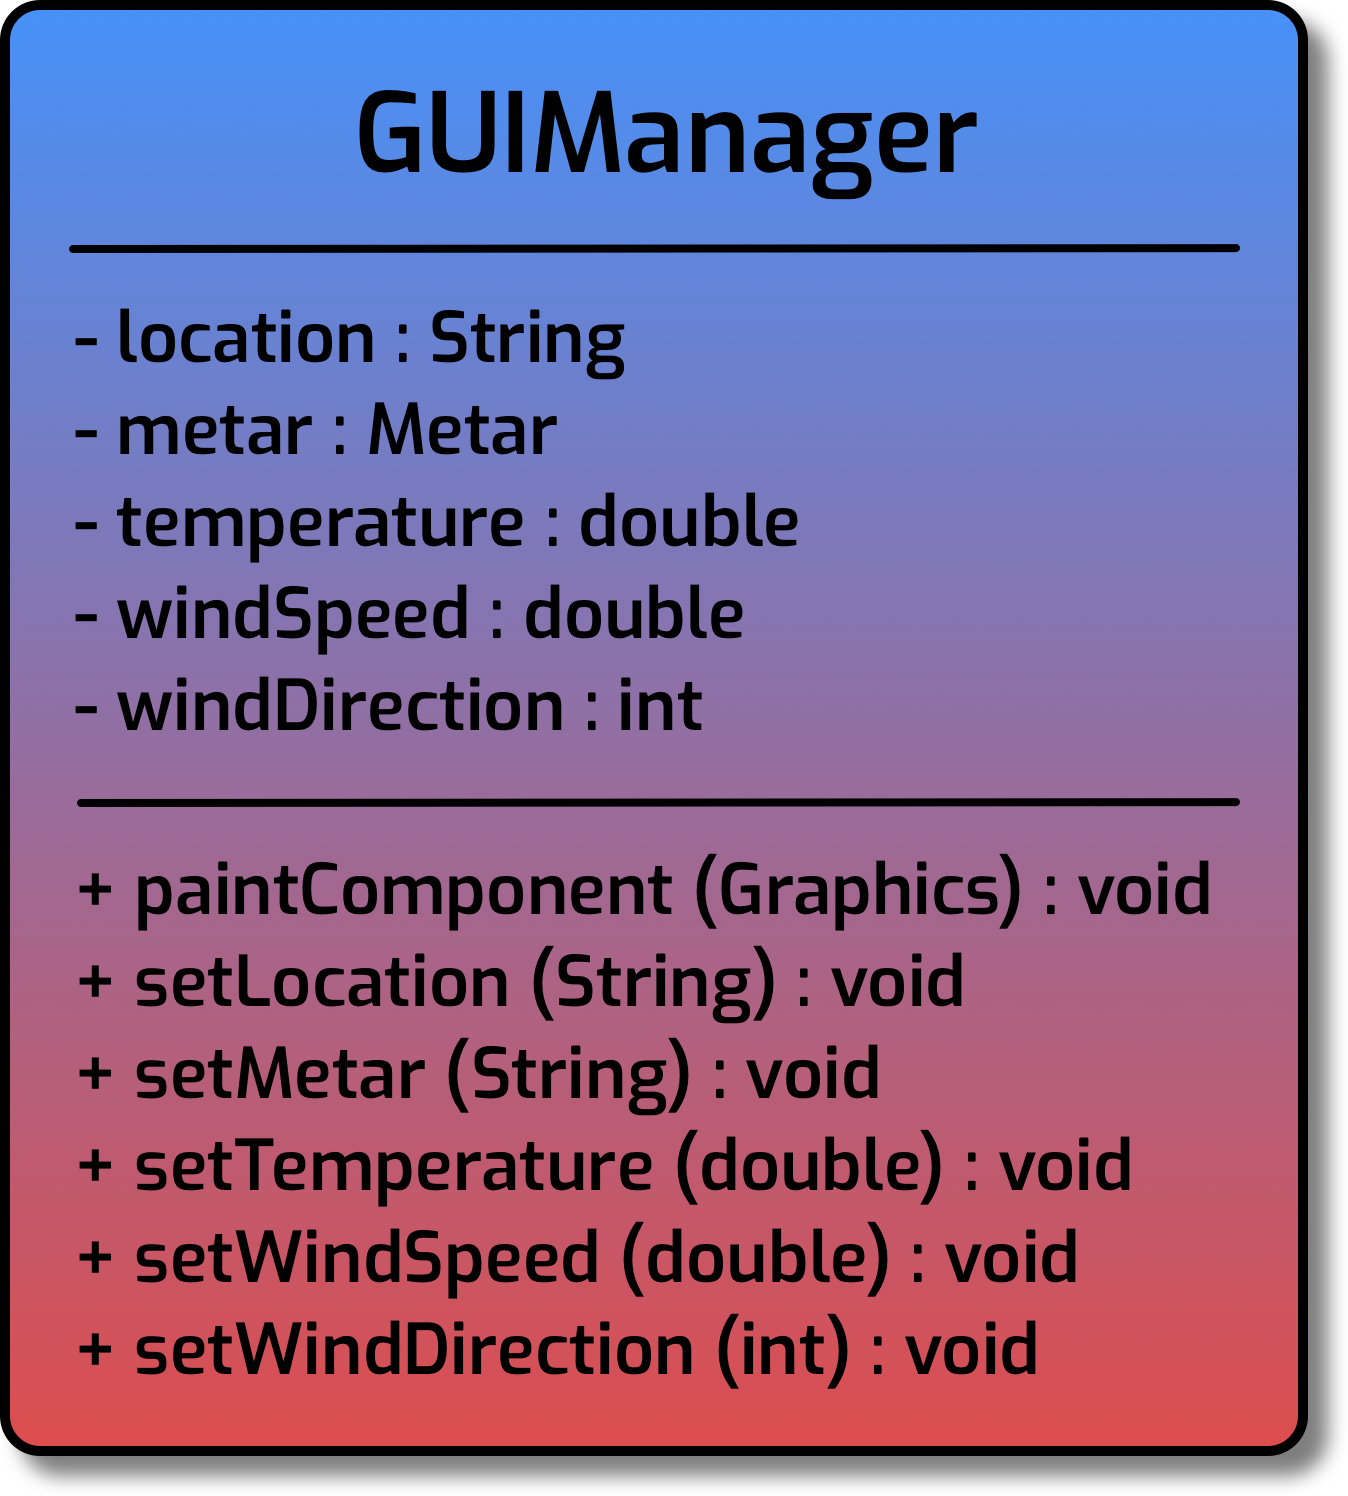 GUIManager
- location : String
- metar : Metar
- temperature : double
- windSpeed : double
- windDirection : int
+ paintComponent (Graphics) : void
+ setLocation (String) : void
+ setMetar (String) : void
+ setTemperature (double) : void
+ setWindSpeed (double) : void
+ setWindDirection (int) : void